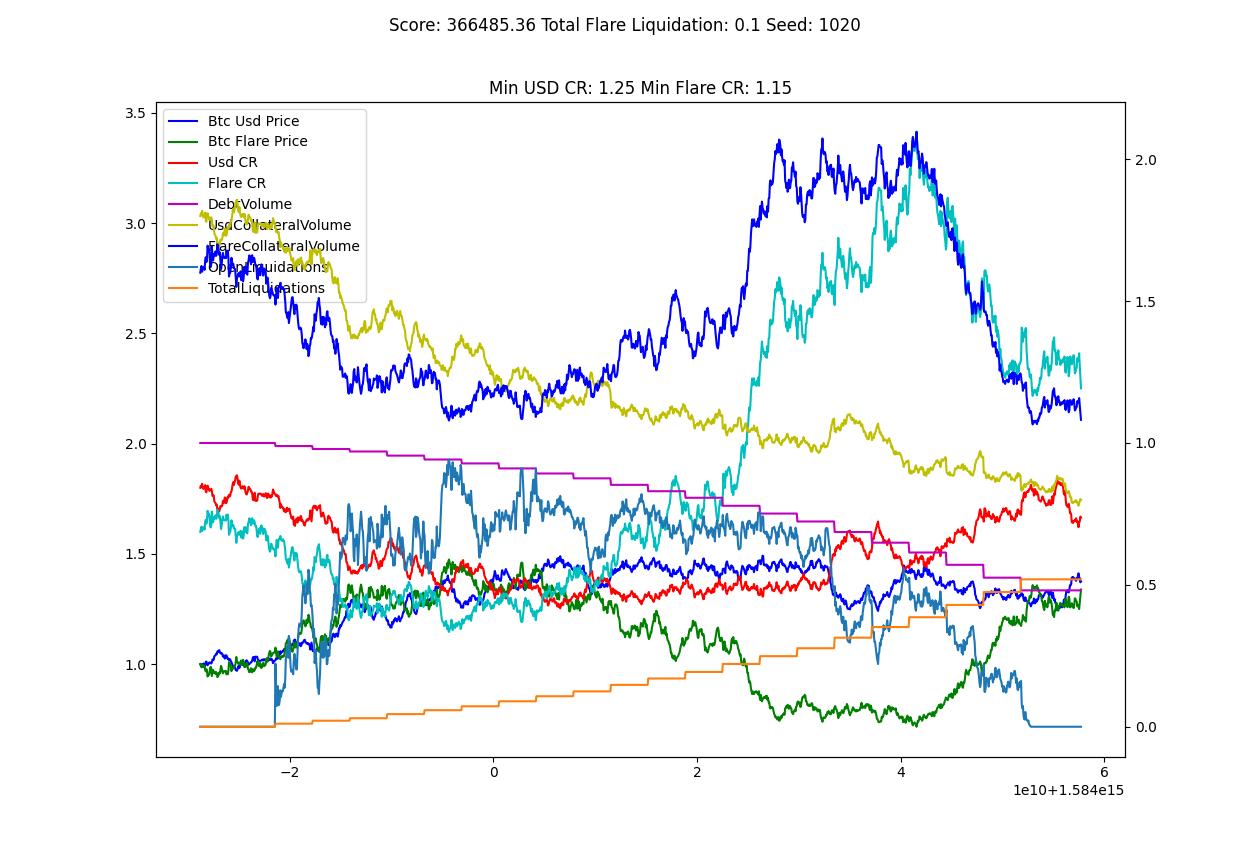 Score: 366485.36 Total Flare Liquidation: 0.1 Seed: 1020
Min USD CR: 1.25 Min Flare CR: 1.15
Btc Usd Price
Btc Flare Price
Usd CR
Flare CR
DebtVolume
UsdCollateralVolume
FlareCollateralVolume
OpenLiquidations
TotalLiquidations
3.5
3.0
2.5
2.0
1.5
1.0
2.0
1.5
1.0
0.5
0.0
−2
0
2
4
6
1e10+1.584e15